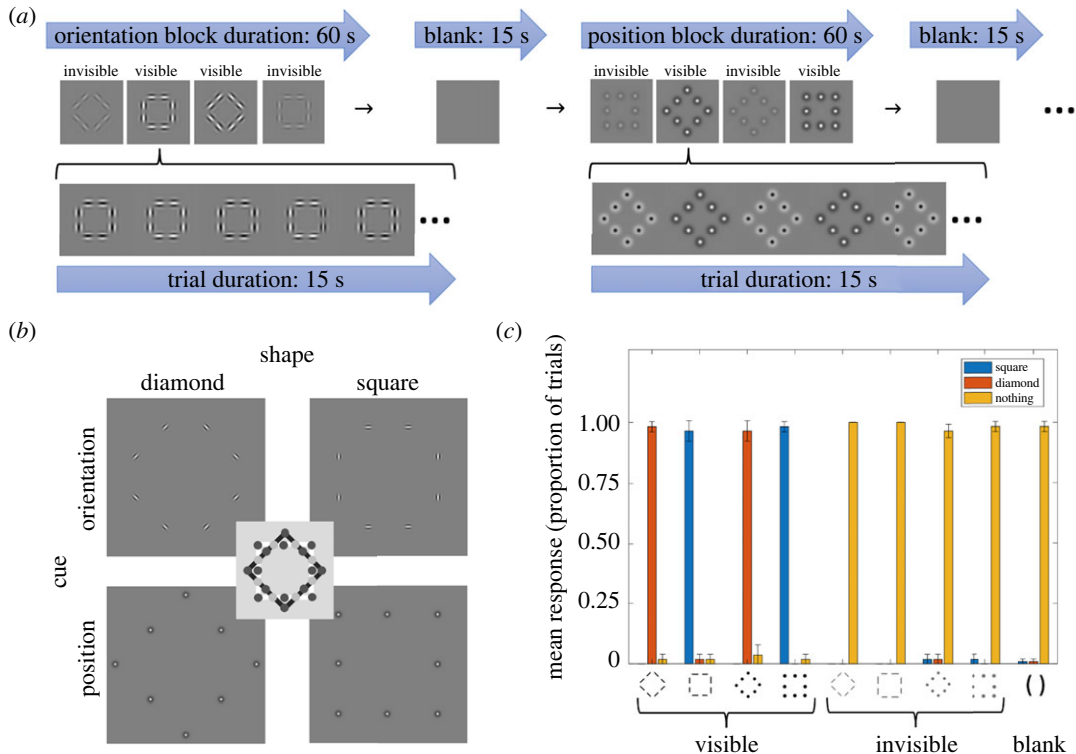 (a)
orientation block duration: 60 s
blank: 15 s
position block duration: 60 s
blank: 15 s
invisible visible visible invisible
invisible visible invisible visible
trial duration: 15 s
trial duration: 15 s
(b)
shape
diamond square
cue
orientation
position
(c)
mean response (proportion of trials)
square
diamond
nothing
1.00
0.75
0.50
0.25
0
( )
visible
invisible
blank